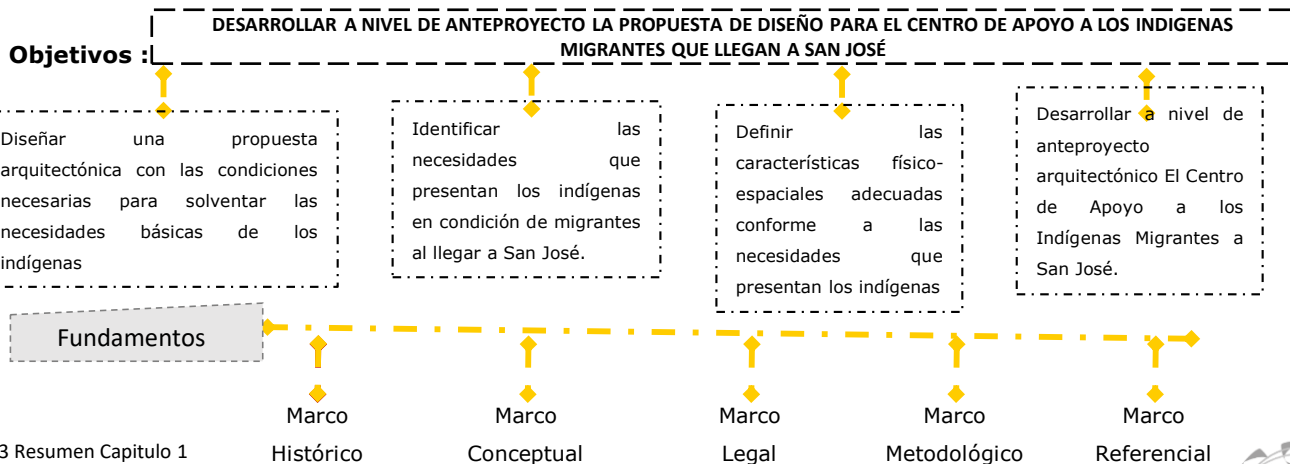 DESARROLLAR A NIVEL DE ANTEPROYECTO LA PROPUESTA DE DISEÑO PARA EL CENTRO DE APOYO A LOS INDIGENAS
MIGRANTES QUE LLEGAN A SAN JOSÉ
Objetivos :
Diseñar una propuesta
arquitectónica con las condiciones
necesarias para solventar las
necesidades básicas de los
indígenas
Identificar las
necesidades que
presentan los indígenas
en condición de migrantes
al llegar a San José.
Definir las
características físico-
espaciales adecuadas
conforme a las
necesidades que
presentan los indígenas
Desarrollar a nivel de
anteproyecto
arquitectónico El Centro
de Apoyo a los
Indígenas Migrantes a
San José.
Fundamentos
Marco
Histórico
Marco
Conceptual
Marco
Legal
Marco
Metodológico
Marco
Referencial
3 Resumen Capitulo 1